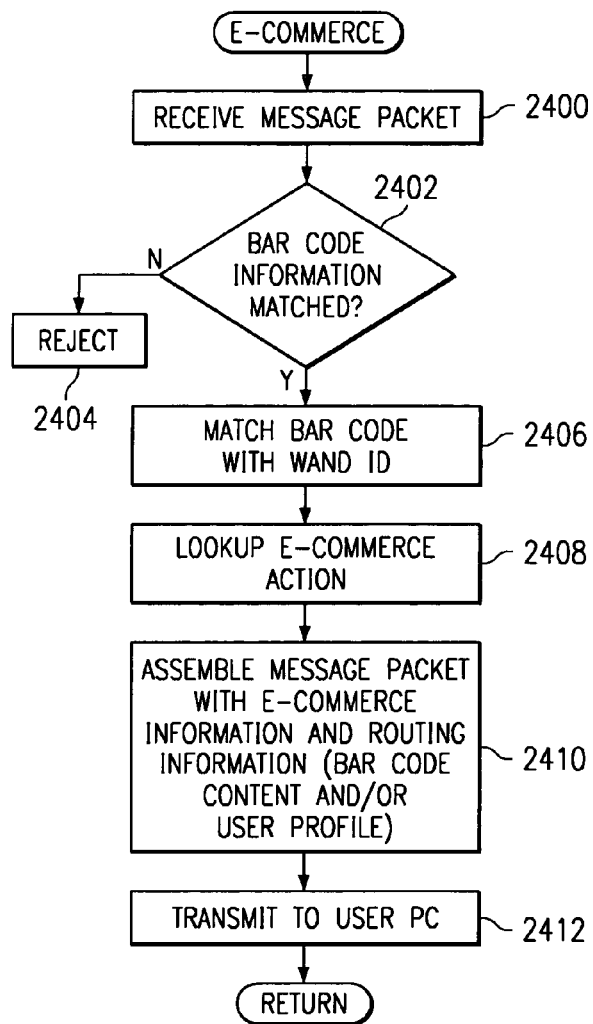 E-COMMERCE
RECEIVE MESSAGE PACKET
2400
2402
BAR CODE
INFORMATION
MATCHED?
N
REJECT
2404
Y
MATCH BAR CODE
WITH WAND ID
2406
LOOKUP E-COMMERCE
ACTION
2408
ASSEMBLE MESSAGE PACKET
WITH E-COMMERCE
INFORMATION AND ROUTING
INFORMATION (BAR CODE
CONTENT AND/OR
USER PROFILE)
2410
TRANSMIT TO USER PC
2412
RETURN